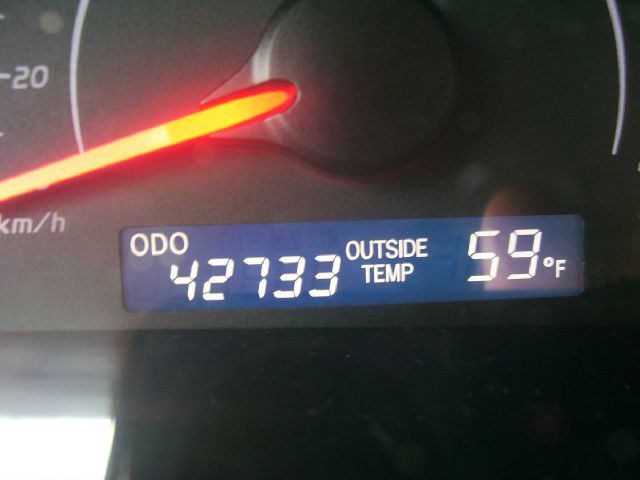 20
km/h
ODO
42733
OUTSIDE
TEMP
59°F